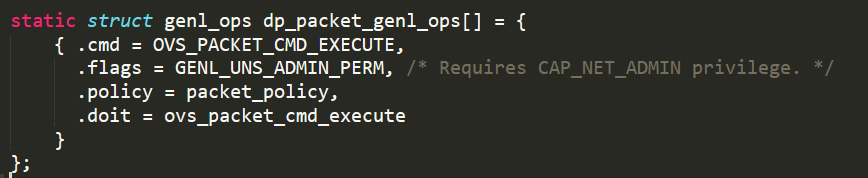 static struct genl_ops dp_packet_genl_ops[] = {
    { .cmd = OVS_PACKET_CMD_EXECUTE,
      .flags = GENL_UNS_ADMIN_PERM, /* Requires CAP_NET_ADMIN privilege. */
      .policy = packet_policy,
      .doit = ovs_packet_cmd_execute
    }
};